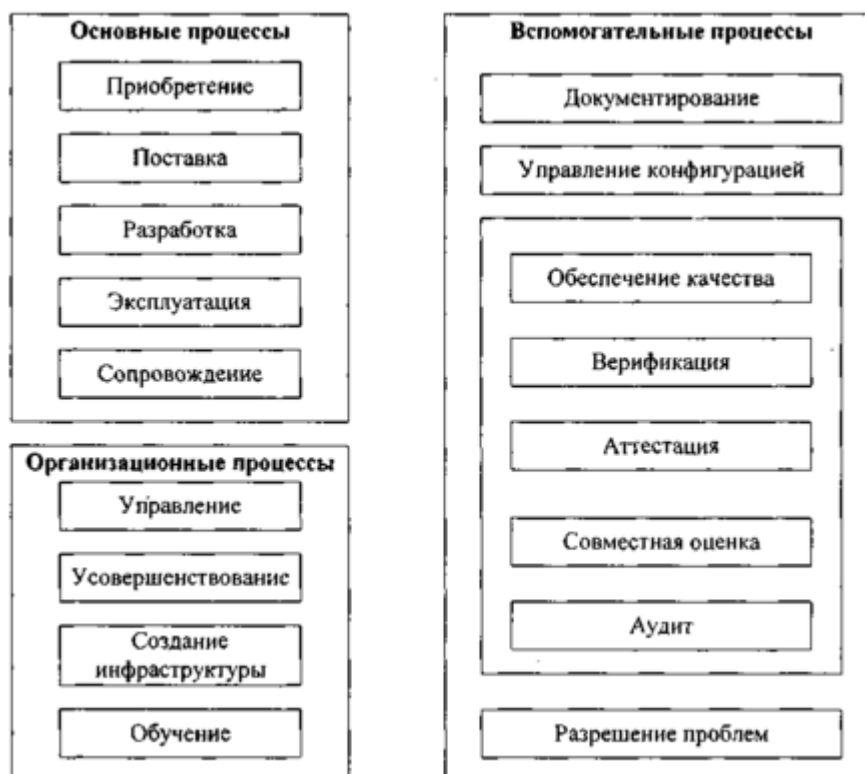 Основные процессы
Приобретение
Поставка
Разработка
Эксплуатация
Сопровождение
Организационные процессы
Управление
Усовершенствование
Создание
инфраструктуры
Обучение
Вспомогательные процессы
Документирование
Управление конфигурацией
Обеспечение качества
Верификация
Аттестация
Совместная оценка
Аудит
Разрешение проблем